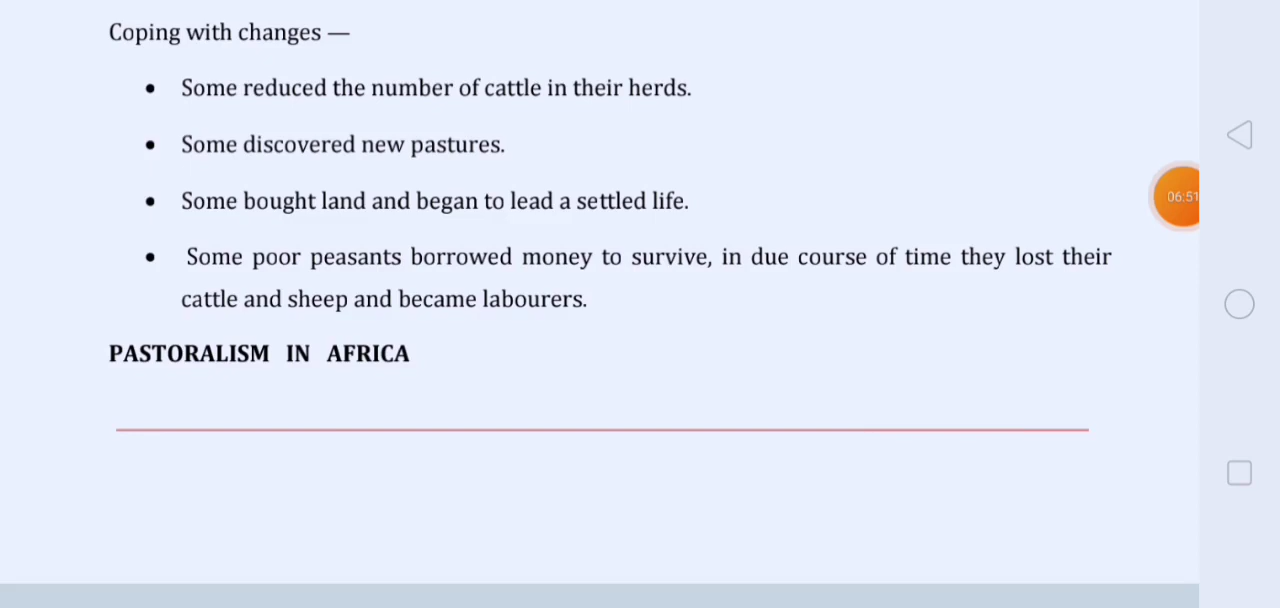 Coping with changes —
• Some reduced the number of cattle in their herds.
• Some discovered new pastures.
• Some bought land and began to lead a settled life.
• Some poor peasants borrowed money to survive, in due course of time they lost their
cattle and sheep and became labourers.
PASTORALISM IN AFRICA
06:51